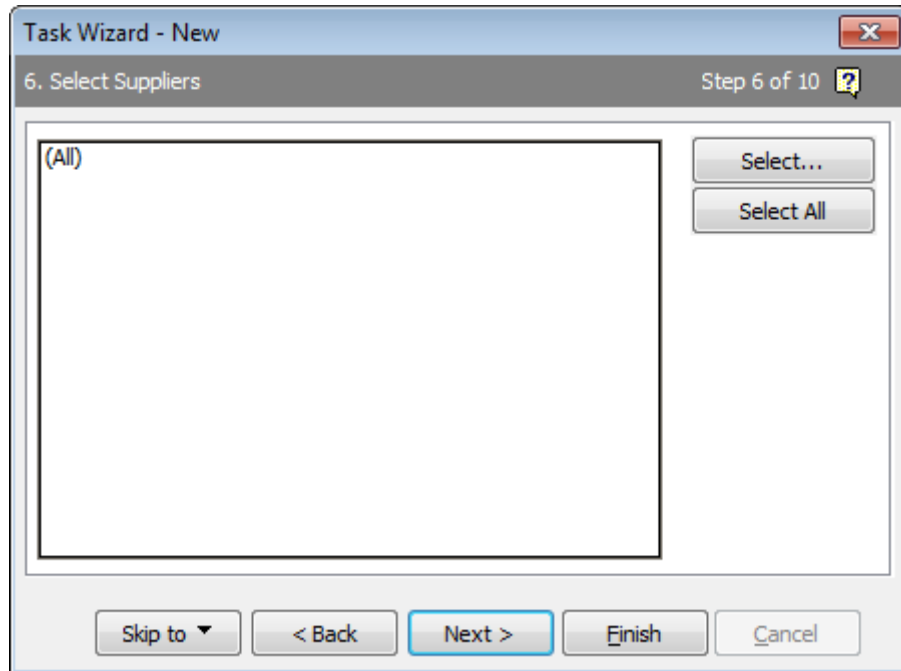 Task Wizard - New
6. Select Suppliers
Step 6 of 10
(All)
Select...
Select All
Skip to
< Back
Next >
Finish
Cancel